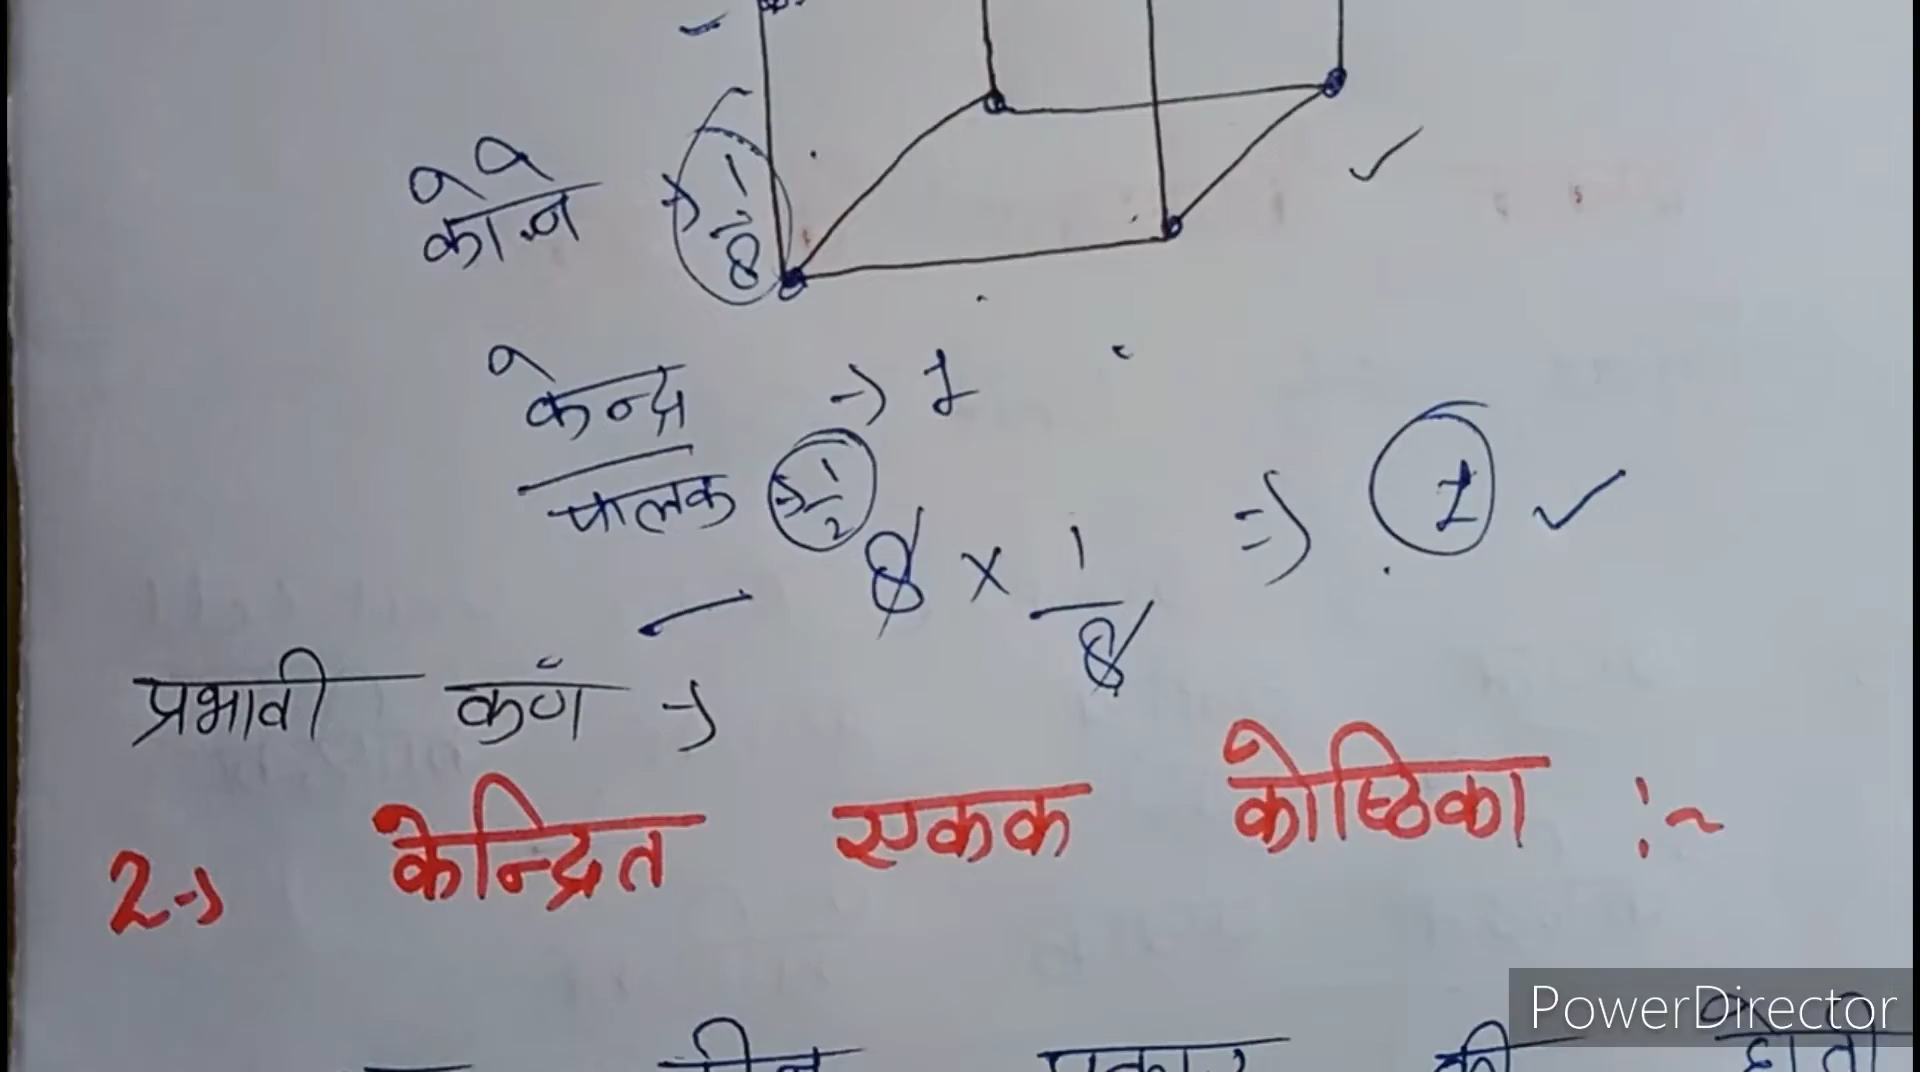 कोने → 1/8
केन्द्र → 1
फलक → 1/2
8 × 1/8 ⇒ 1 ✓
प्रभावी कण →
2→ केन्द्रित एकक कोष्ठिका :~
PowerDirector